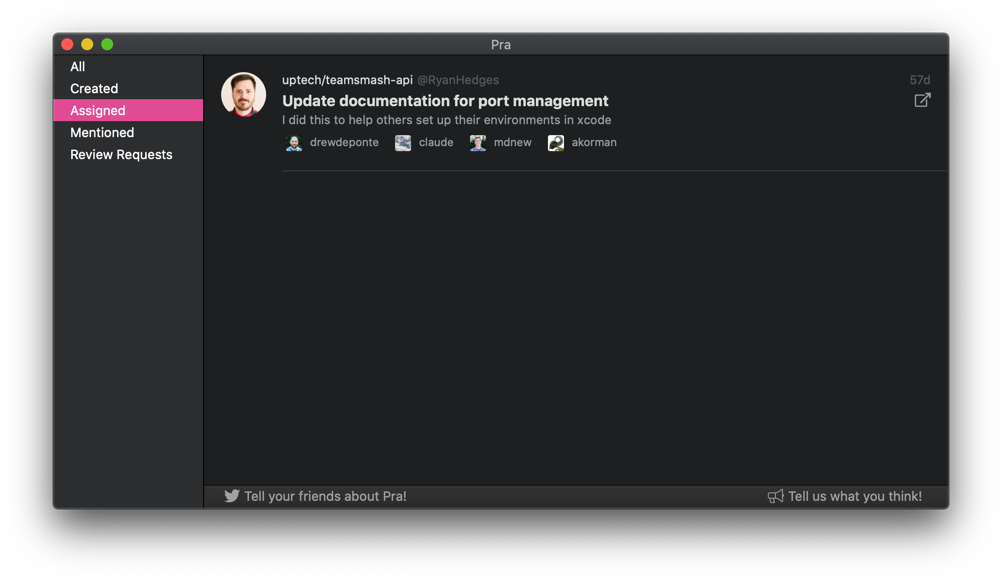 Pra
All
Created
Assigned
Mentioned
Review Requests
uptech/teamsmash-api @RyanHedges 57d
Update documentation for port management
I did this to help others set up their environments in xcode
drewdeponte claude mdnew akorman
Tell your friends about Pra! Tell us what you think!